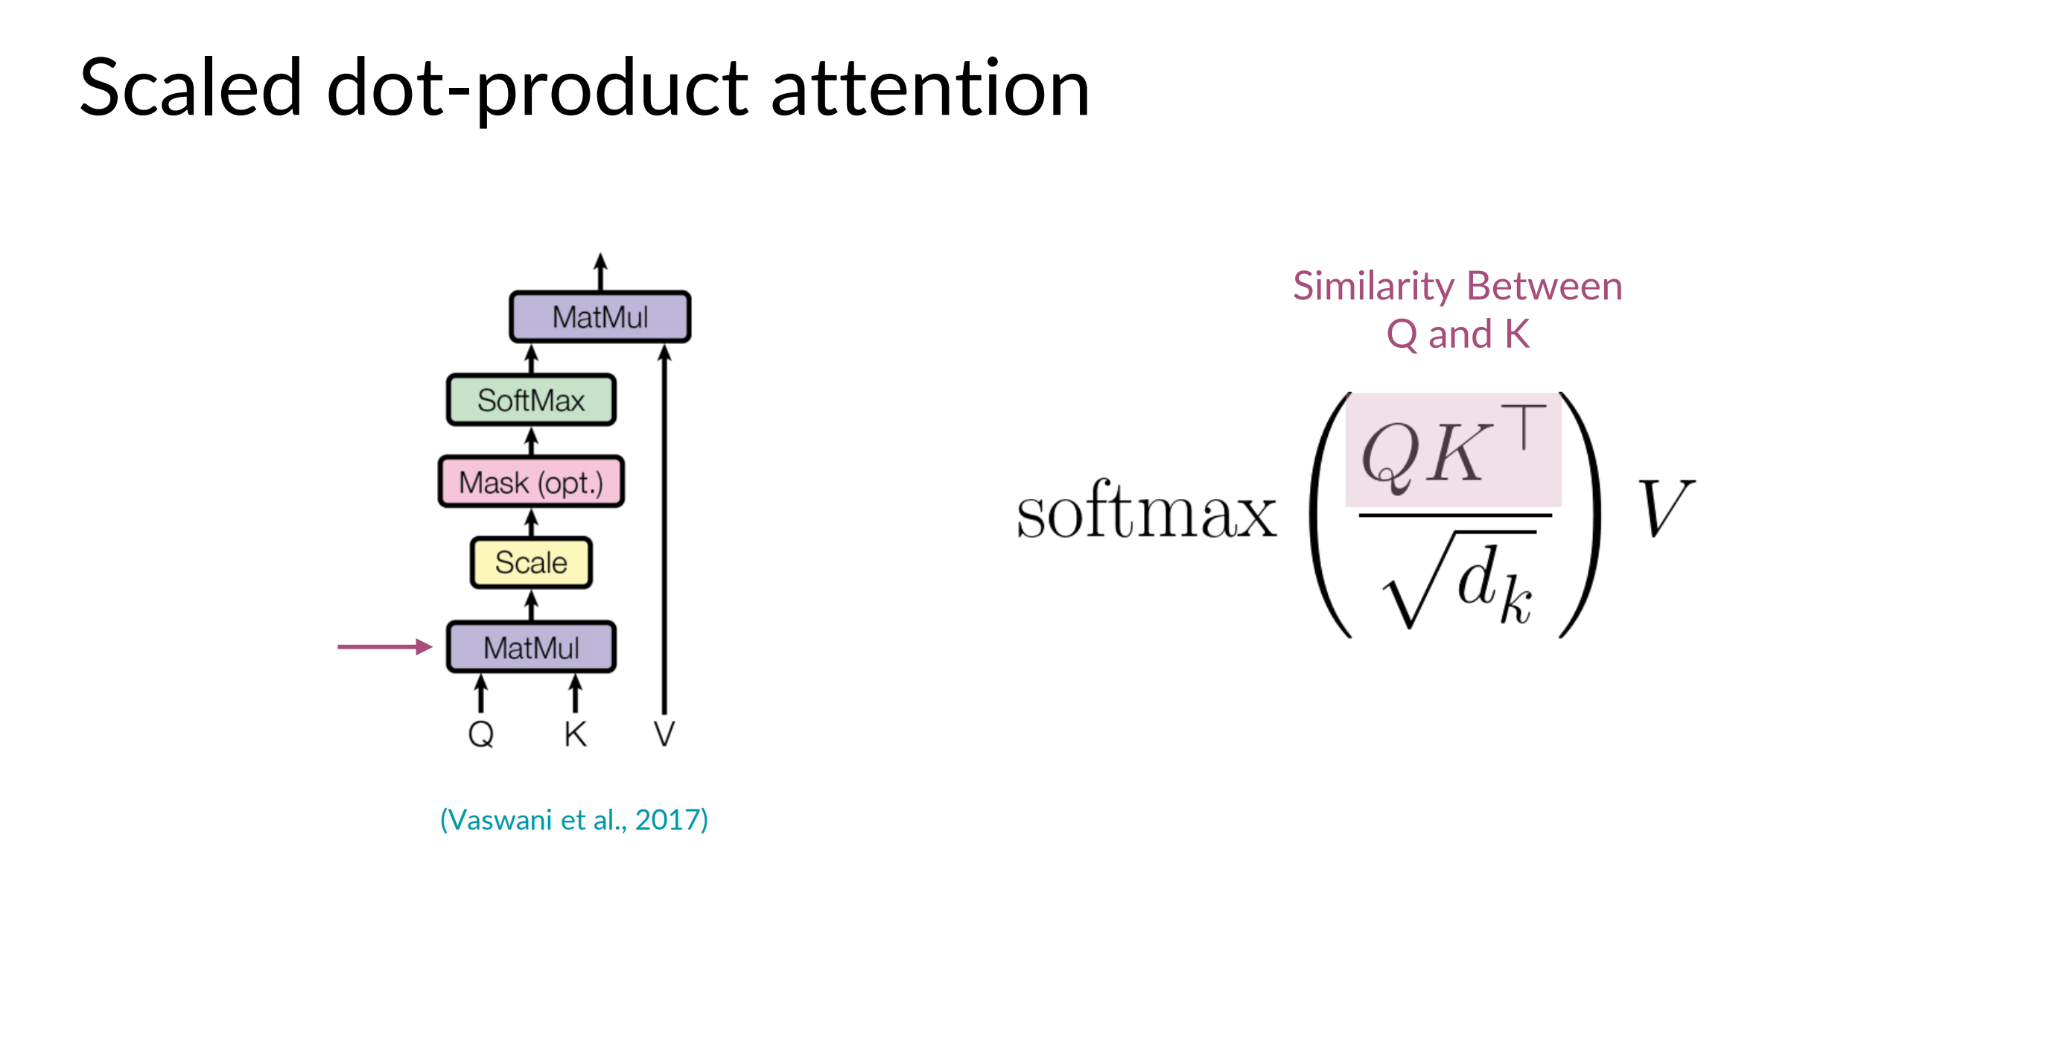 Scaled dot-product attention
MatMul
SoftMax
Mask (opt.)
Scale
MatMul
Q K V
(Vaswani et al., 2017)
Similarity Between
Q and K
softmax (QK⊤ / √dk) V